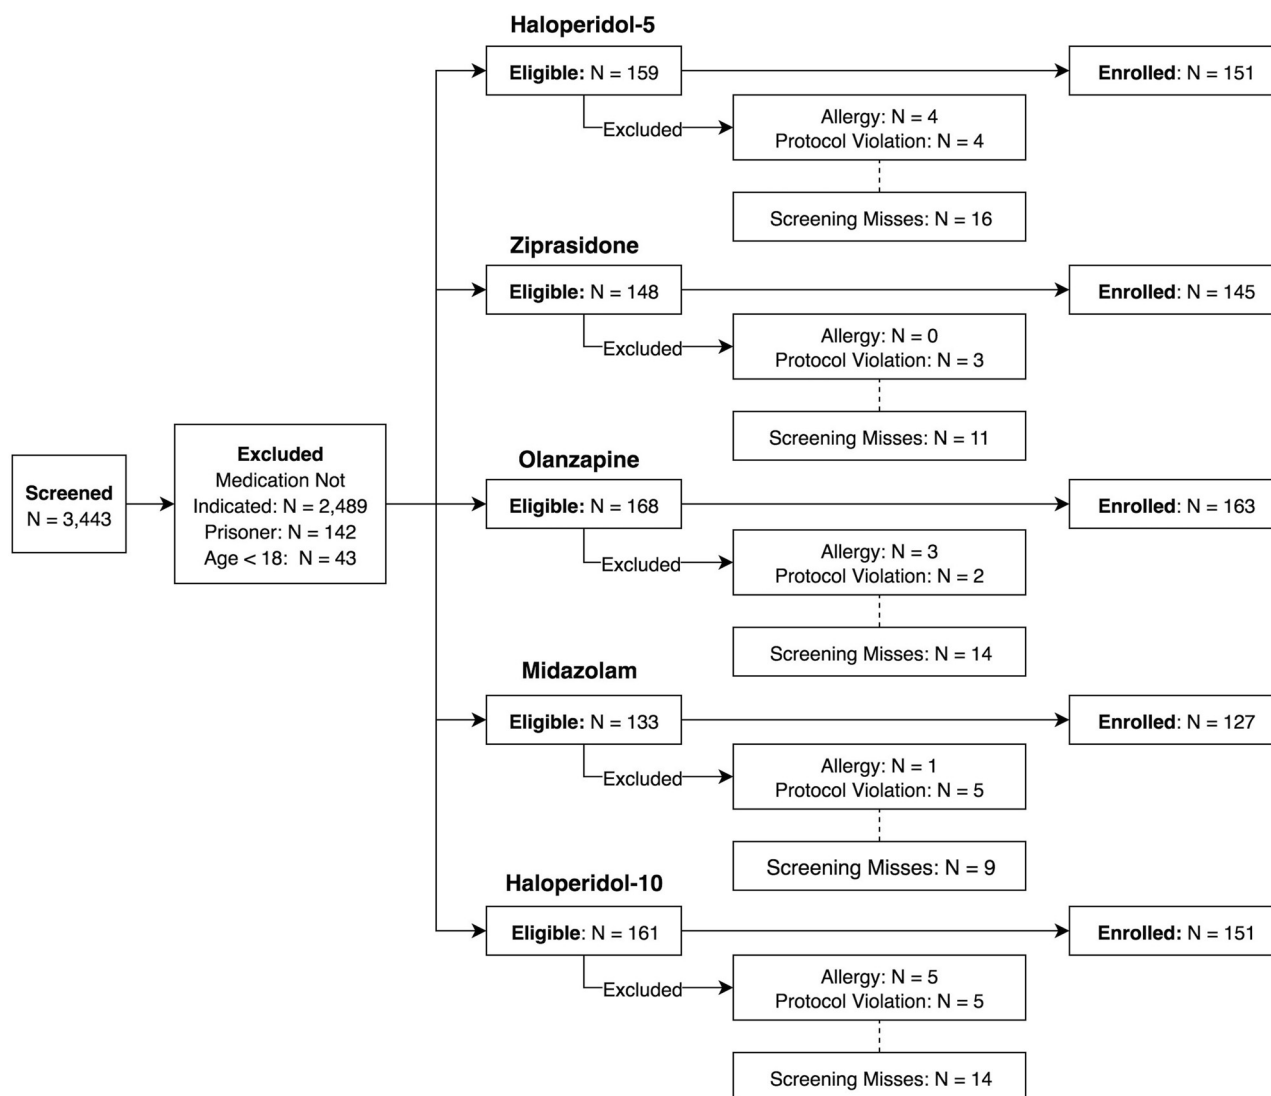 Screened
N = 3,443
Excluded
Medication Not
Indicated: N = 2,489
Prisoner: N = 142
Age < 18: N = 43
Haloperidol-5
Eligible: N = 159
Enrolled: N = 151
Excluded
Allergy: N = 4
Protocol Violation: N = 4
Screening Misses: N = 16
Ziprasidone
Eligible: N = 148
Enrolled: N = 145
Excluded
Allergy: N = 0
Protocol Violation: N = 3
Screening Misses: N = 11
Olanzapine
Eligible: N = 168
Enrolled: N = 163
Excluded
Allergy: N = 3
Protocol Violation: N = 2
Screening Misses: N = 14
Midazolam
Eligible: N = 133
Enrolled: N = 127
Excluded
Allergy: N = 1
Protocol Violation: N = 5
Screening Misses: N = 9
Haloperidol-10
Eligible: N = 161
Enrolled: N = 151
Excluded
Allergy: N = 5
Protocol Violation: N = 5
Screening Misses: N = 14